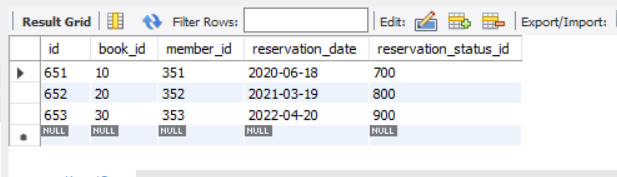 Result Grid Filter Rows: Edit: Export/Import:
id book_id member_id reservation_date reservation_status_id
651 10 351 2020-06-18 700
652 20 352 2021-03-19 800
653 30 353 2022-04-20 900
NULL NULL NULL NULL NULL